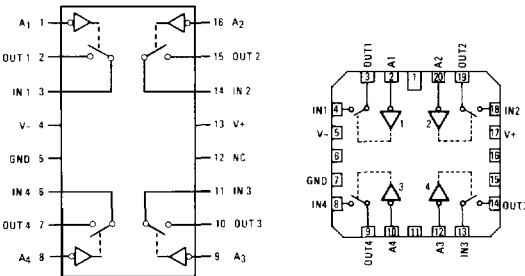 A1 1
16 A2
OUT 1 2
15 OUT 2
IN 1 3
14 IN 2
V- 4
13 V+
GND 5
12 NC
IN 4 6
11 IN 3
OUT 4 7
10 OUT 3
A4 8
9 A3
OUT1 A1 A2 OUT2
3 2 1 20 19
IN1 4
18 IN2
1 2
V- 5
17 V+
6
16
GND 7
15
3 4
IN4 8
14 OUT3
9 10 11 12 13
OUT4 A4 A3 IN3